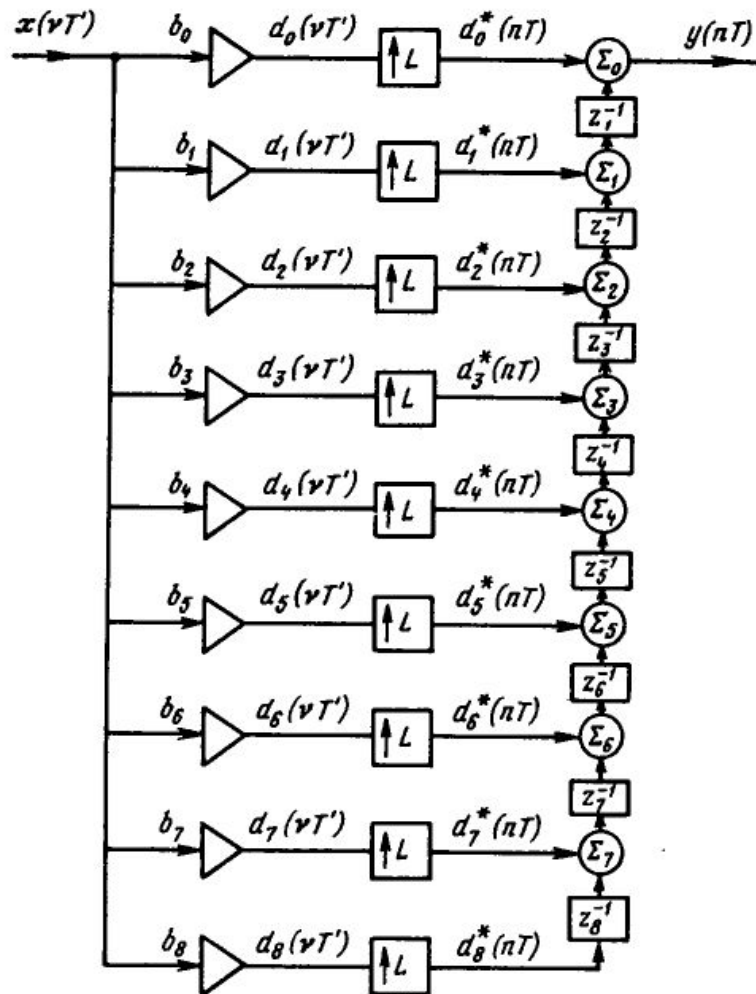 x(νT') b₀ d₀(νT') ↑L d₀*(nT) Σ₀ y(nT)
z₁⁻¹
b₁ d₁(νT') ↑L d₁*(nT) Σ₁
z₂⁻¹
b₂ d₂(νT') ↑L d₂*(nT) Σ₂
z₃⁻¹
b₃ d₃(νT') ↑L d₃*(nT) Σ₃
z₄⁻¹
b₄ d₄(νT') ↑L d₄*(nT) Σ₄
z₅⁻¹
b₅ d₅(νT') ↑L d₅*(nT) Σ₅
z₆⁻¹
b₆ d₆(νT') ↑L d₆*(nT) Σ₆
z₇⁻¹
b₇ d₇(νT') ↑L d₇*(nT) Σ₇
z₈⁻¹
b₈ d₈(νT') ↑L d₈*(nT)